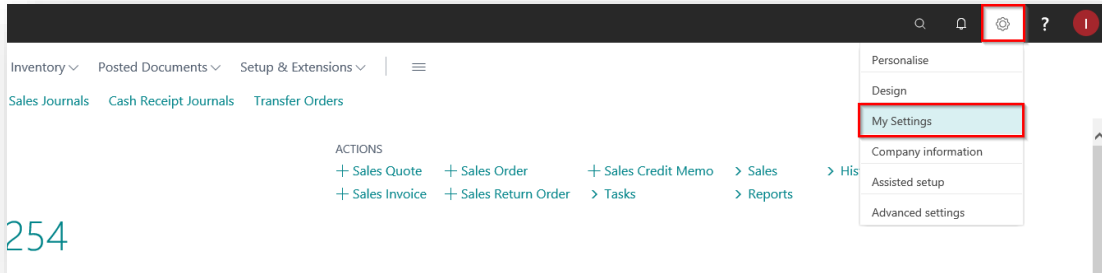 ? I
Inventory Posted Documents Setup & Extensions
Personalise
Design
Sales Journals Cash Receipt Journals Transfer Orders
My Settings
Company information
ACTIONS
+ Sales Quote + Sales Order + Sales Credit Memo > Sales > His
Assisted setup
+ Sales Invoice + Sales Return Order > Tasks > Reports
Advanced settings
254